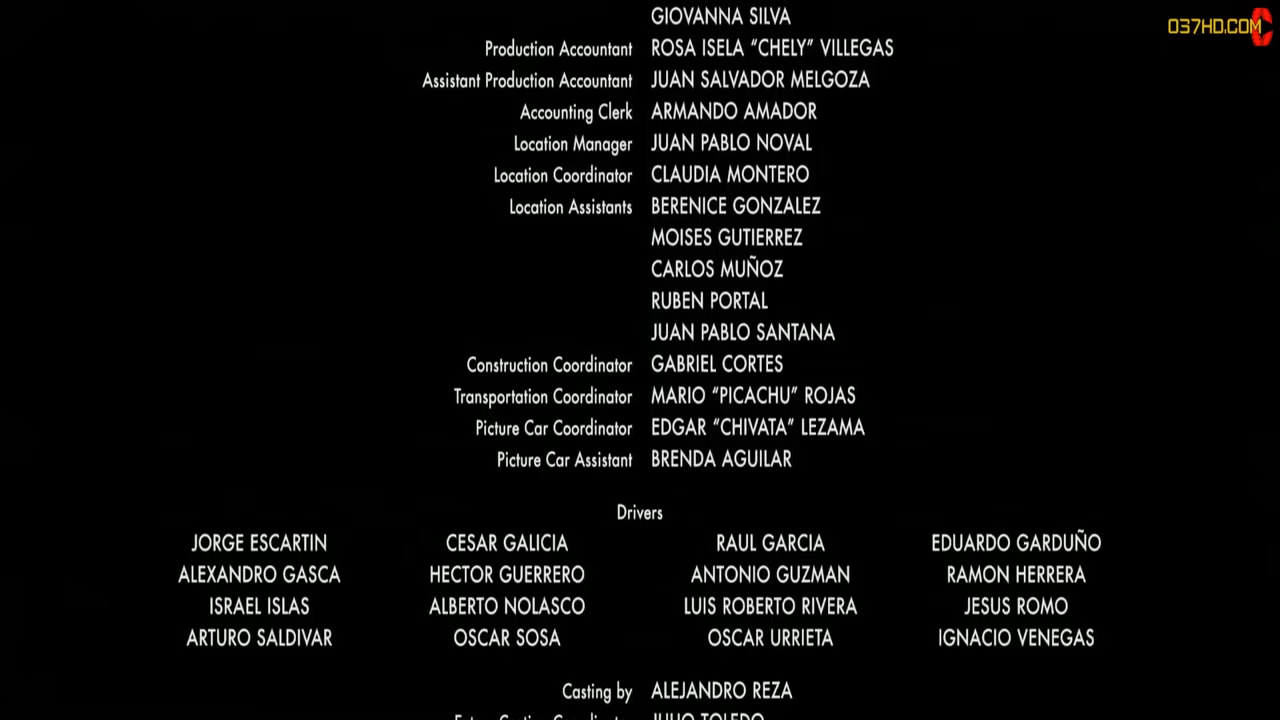 GIOVANNA SILVA
037HD.COM
Production Accountant ROSA ISELA “CHELY” VILLEGAS
Assistant Production Accountant JUAN SALVADOR MELGOZA
Accounting Clerk ARMANDO AMADOR
Location Manager JUAN PABLO NOVAL
Location Coordinator CLAUDIA MONTERO
Location Assistants BERENICE GONZALEZ
MOISES GUTIERREZ
CARLOS MUÑOZ
RUBEN PORTAL
JUAN PABLO SANTANA
Construction Coordinator GABRIEL CORTES
Transportation Coordinator MARIO “PICACHU” ROJAS
Picture Car Coordinator EDGAR “CHIVATA” LEZAMA
Picture Car Assistant BRENDA AGUILAR
Drivers
JORGE ESCARTIN CESAR GALICIA RAUL GARCIA EDUARDO GARDUÑO
ALEXANDRO GASCA HECTOR GUERRERO ANTONIO GUZMAN RAMON HERRERA
ISRAEL ISLAS ALBERTO NOLASCO LUIS ROBERTO RIVERA JESUS ROMO
ARTURO SALDIVAR OSCAR SOSA OSCAR URRIETA IGNACIO VENEGAS
Casting by ALEJANDRO REZA
JULIO TOLEDO